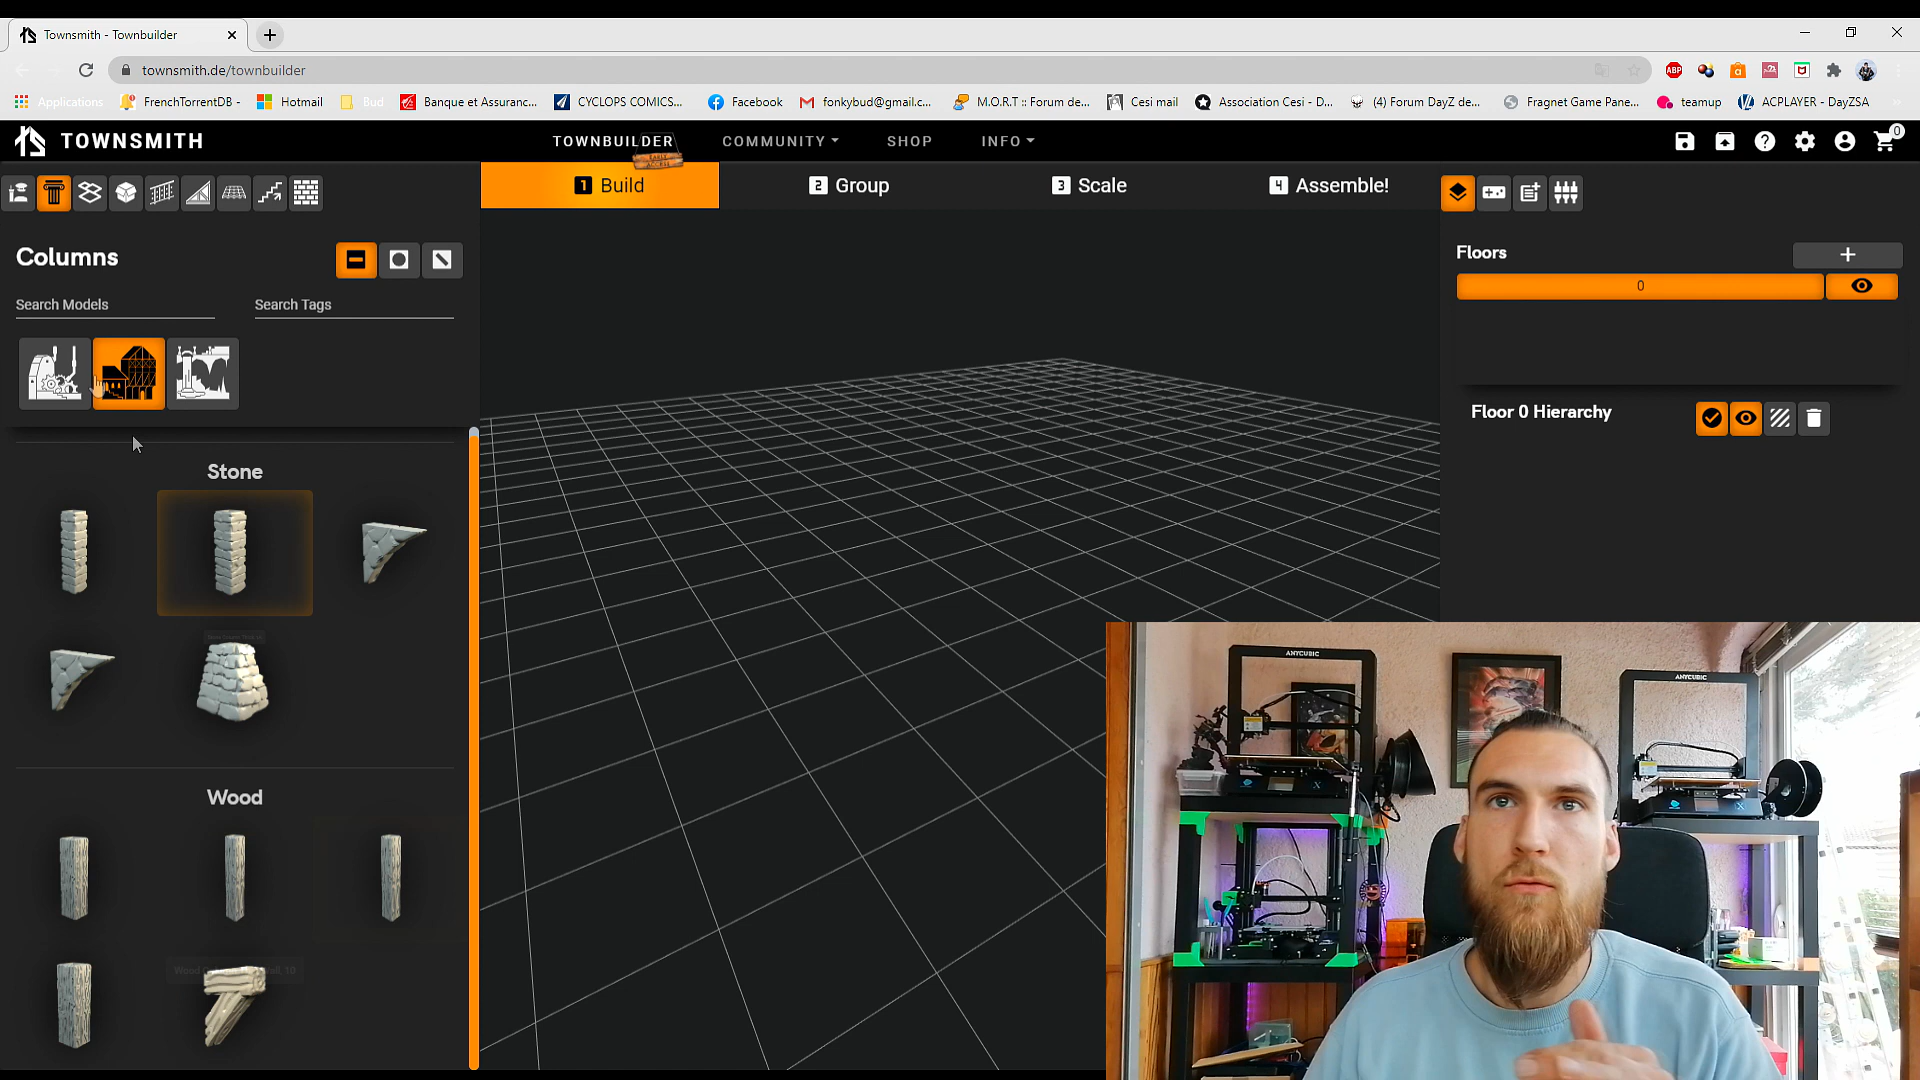 Townsmith - Townbuilder
townsmith.de/townbuilder
Applications
FrenchTorrentDB -
Hotmail
Bud
Banque et Assuranc...
CYCLOPS COMICS...
Facebook
fonkybud@gmail.c...
M.O.R.T :: Forum de...
Cesi mail
Association Cesi - D...
(4) Forum DayZ de...
Fragnet Game Pane...
teamup
ACPLAYER - DayZSA
TOWNSMITH
TOWNBUILDER
EARLY ACCESS
COMMUNITY
SHOP
INFO
0
1 Build
2 Group
3 Scale
4 Assemble!
Columns
Search Models
Search Tags
Stone
Wood
Floors
0
Floor 0 Hierarchy
ABP
ANYCUBIC
ANYCUBIC